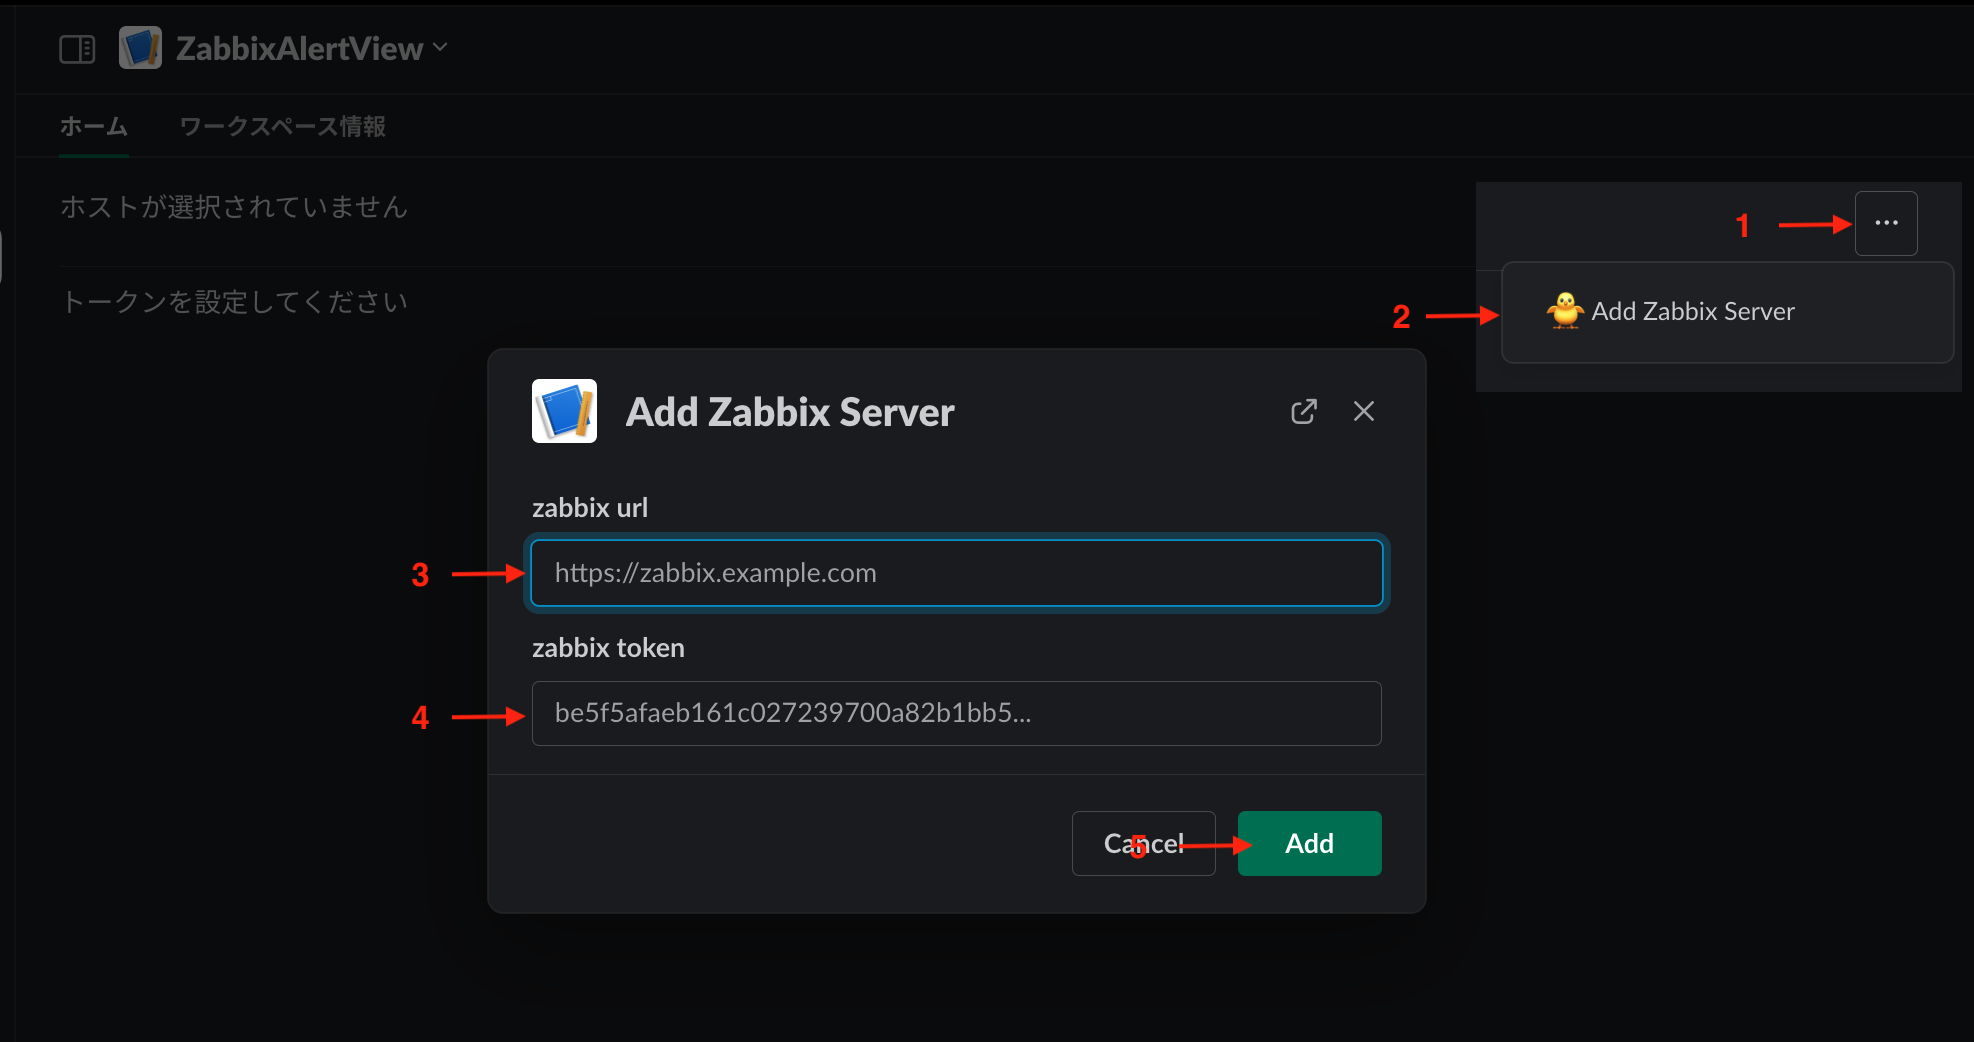 ZabbixAlertView
ホーム
ワークスペース情報
ホストが選択されていません
1
...
2
Add Zabbix Server
トークンを設定してください
Add Zabbix Server
zabbix url
3
https://zabbix.example.com
zabbix token
4
be5f5afaeb161c027239700a82b1bb5...
Cancel
5
Add